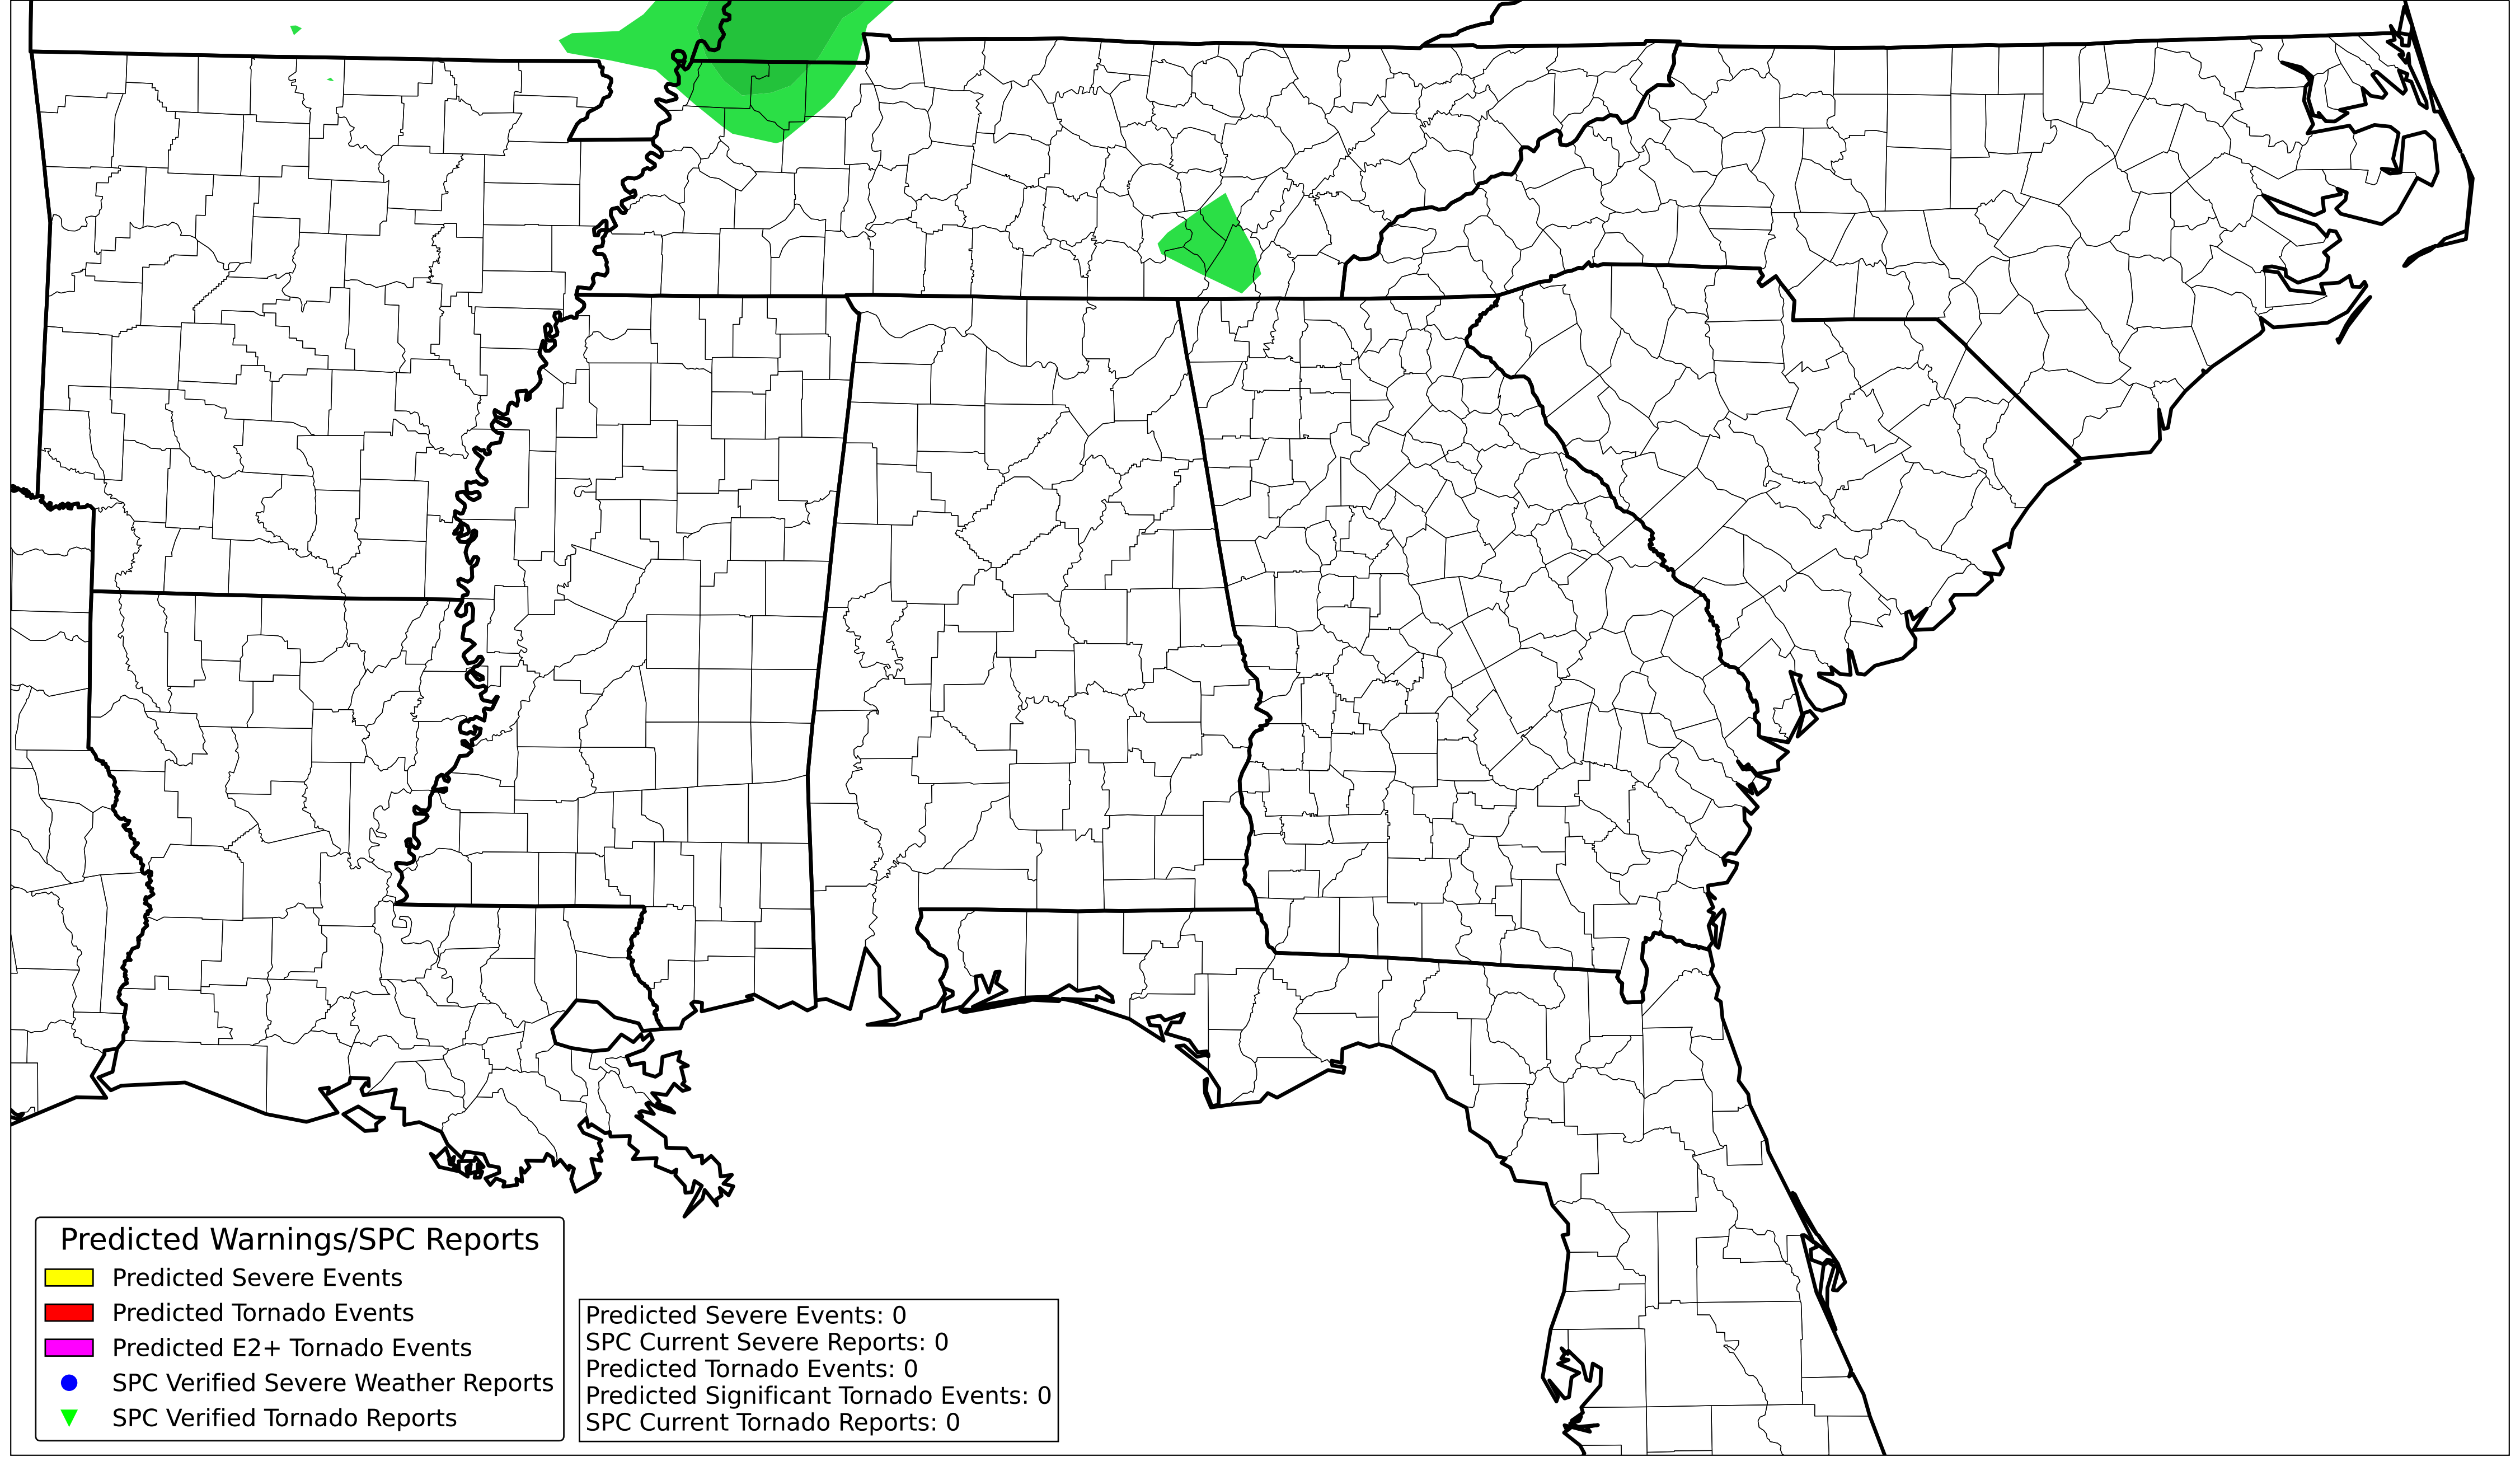 Predicted Warnings/SPC Reports
Predicted Severe Events
Predicted Tornado Events
Predicted E2+ Tornado Events
SPC Verified Severe Weather Reports
SPC Verified Tornado Reports
Predicted Severe Events: 0
SPC Current Severe Reports: 0
Predicted Tornado Events: 0
Predicted Significant Tornado Events: 0
SPC Current Tornado Reports: 0